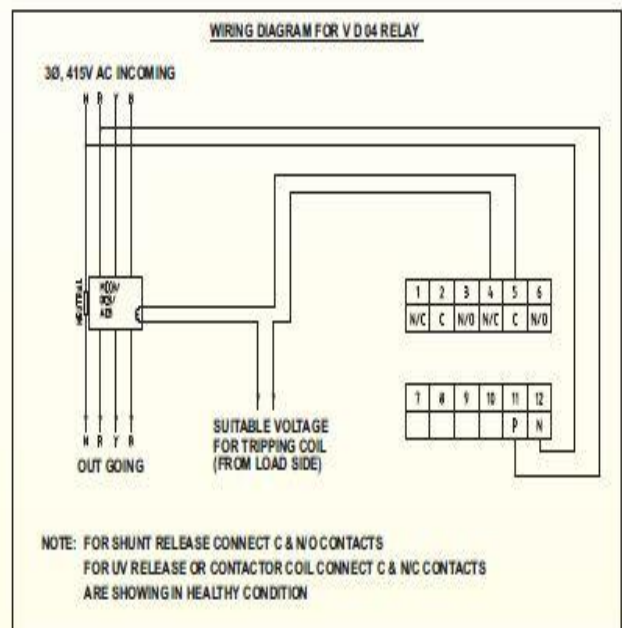 WIRING DIAGRAM FOR V D 04 RELAY
3Ø, 415V AC INCOMING
N R Y B
NEUTRAL
MCCB/
ACB
1 2 3 4 5 6
N/C C N/O N/C C N/O
7 8 9 10 11 12
P N
SUITABLE VOLTAGE
FOR TRIPPING COIL
(FROM LOAD SIDE)
N R Y B
OUT GOING
NOTE: FOR SHUNT RELEASE CONNECT C & N/O CONTACTS
FOR UV RELEASE OR CONTACTOR COIL CONNECT C & N/C CONTACTS
ARE SHOWING IN HEALTHY CONDITION